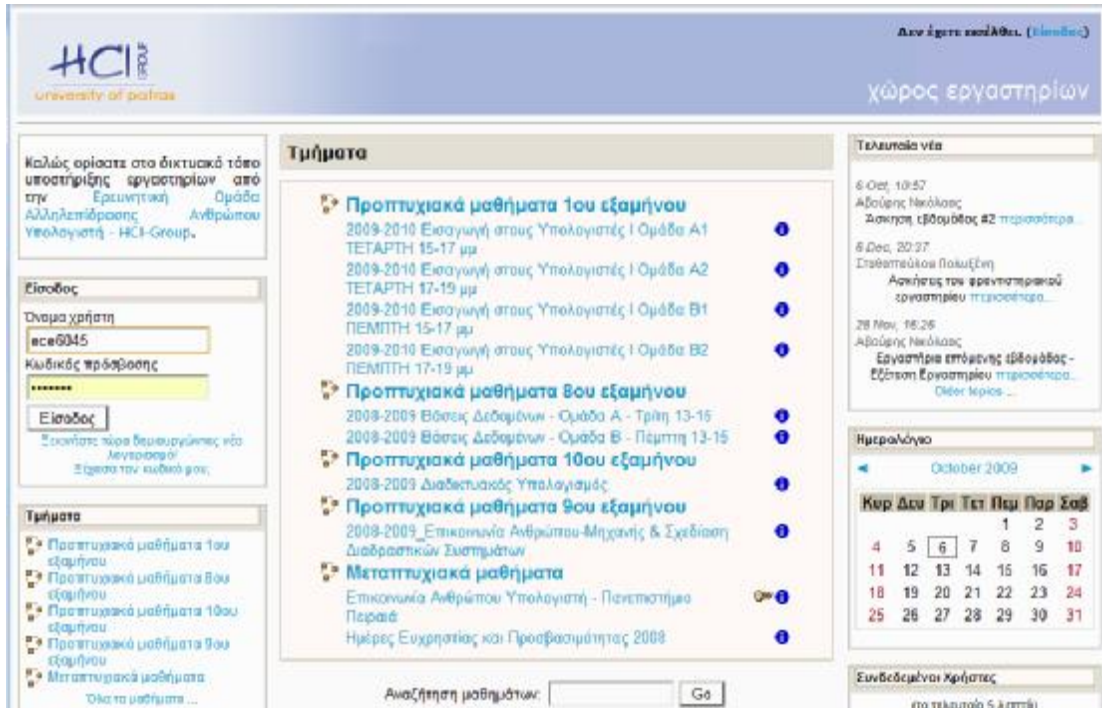 Δεν έχετε εισέλθει. (Είσοδος)
HCI GROUP
university of patras
χώρος εργαστηρίων
Καλώς ορίσατε στο δικτυακό τόπο
υποστήριξης εργαστηρίων από
την Ερευνητική Ομάδα
Αλληλεπίδρασης Ανθρώπου
Υπολογιστή - HCI-Group.
Είσοδος
Όνομα χρήστη
ece6045
Κωδικός πρόσβασης
•••••••
Είσοδος
Ξεκινήστε τώρα δημιουργώντας νέο
λογαριασμό!
Ξέχασα τον κωδικό μου;
Τμήματα
Προπτυχιακά μαθήματα 1ου
εξαμήνου
Προπτυχιακά μαθήματα 8ου
εξαμήνου
Προπτυχιακά μαθήματα 10ου
εξαμήνου
Προπτυχιακά μαθήματα 9ου
εξαμήνου
Μεταπτυχιακά μαθήματα
Όλα τα μαθήματα ...
Τμήματα
Προπτυχιακά μαθήματα 1ου εξαμήνου
2009-2010 Εισαγωγή στους Υπολογιστές Ι Ομάδα Α1
ΤΕΤΑΡΤΗ 15-17 μμ
2009-2010 Εισαγωγή στους Υπολογιστές Ι Ομάδα Α2
ΤΕΤΑΡΤΗ 17-19 μμ
2009-2010 Εισαγωγή στους Υπολογιστές Ι Ομάδα Β1
ΠΕΜΠΤΗ 15-17 μμ
2009-2010 Εισαγωγή στους Υπολογιστές Ι Ομάδα Β2
ΠΕΜΠΤΗ 17-19 μμ
Προπτυχιακά μαθήματα 8ου εξαμήνου
2008-2009 Βάσεις Δεδομένων - Ομάδα Α - Τρίτη 13-15
2008-2009 Βάσεις Δεδομένων - Ομάδα Β - Πέμπτη 13-15
Προπτυχιακά μαθήματα 10ου εξαμήνου
2008-2009 Διαδικτυακός Υπολογισμός
Προπτυχιακά μαθήματα 9ου εξαμήνου
2008-2009_Επικοινωνία Ανθρώπου-Μηχανής & Σχεδίαση
Διαδραστικών Συστημάτων
Μεταπτυχιακά μαθήματα
Επικοινωνία Ανθρώπου Υπολογιστή - Πανεπιστήμιο
Πειραιά
Ημέρες Ευχρηστίας και Προσβασιμότητας 2008
Αναζήτηση μαθημάτων: Go
Τελευταία νέα
6 Οct, 10:57
Αβούρης Νικόλαος
Άσκηση εβδομάδος #2 περισσότερα...
8 Dec, 20:37
Σταθοπούλου Πολυξένη
Ασκήσεις του φροντιστηριακού
εργαστηρίου περισσότερα...
28 Nov, 16:26
Αβούρης Νικόλαος
Εργαστήρια επόμενης εβδομάδας -
Εξέταση Εργαστηρίου περισσότερα...
Older topics ...
Ημερολόγιο
October 2009
Κυρ Δευ Τρι Τετ Πεμ Παρ Σαβ
1 2 3
4 5 6 7 8 9 10
11 12 13 14 15 16 17
18 19 20 21 22 23 24
25 26 27 28 29 30 31
Συνδεδεμένοι Χρήστες
(τα τελευταία 5 λεπτά)